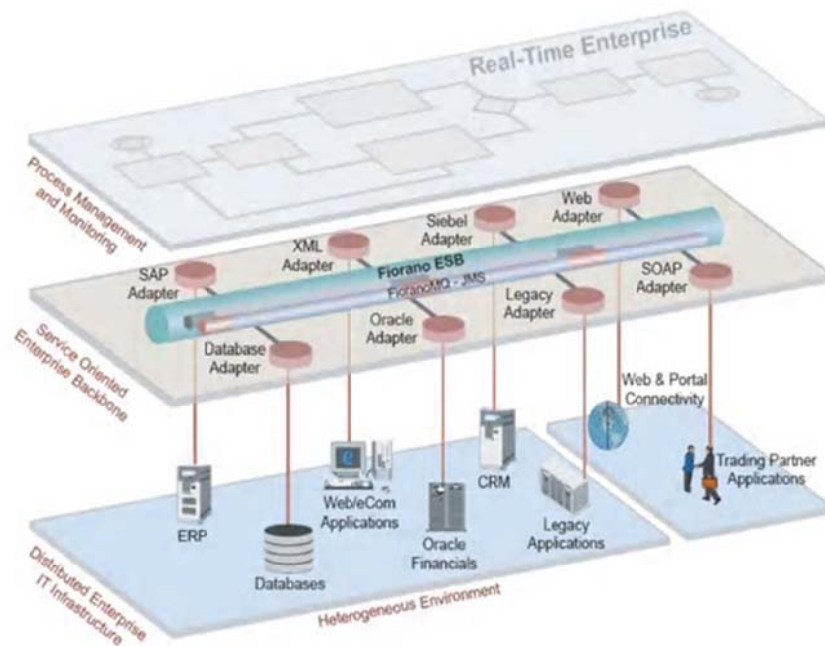 Real-Time Enterprise
Process Management
and Monitoring
Web
Adapter
Siebel
Adapter
XML
Adapter
SAP
Adapter
Fiorano ESB
FioranoMQ - JMS
SOAP
Adapter
Legacy
Adapter
Oracle
Adapter
Database
Adapter
Service Oriented
Enterprise Backbone
Web & Portal
Connectivity
Trading Partner
Applications
CRM
Web/eCom
Applications
Legacy
Applications
ERP
Oracle
Financials
Databases
Distributed Enterprise
IT Infrastructure
Heterogeneous Environment